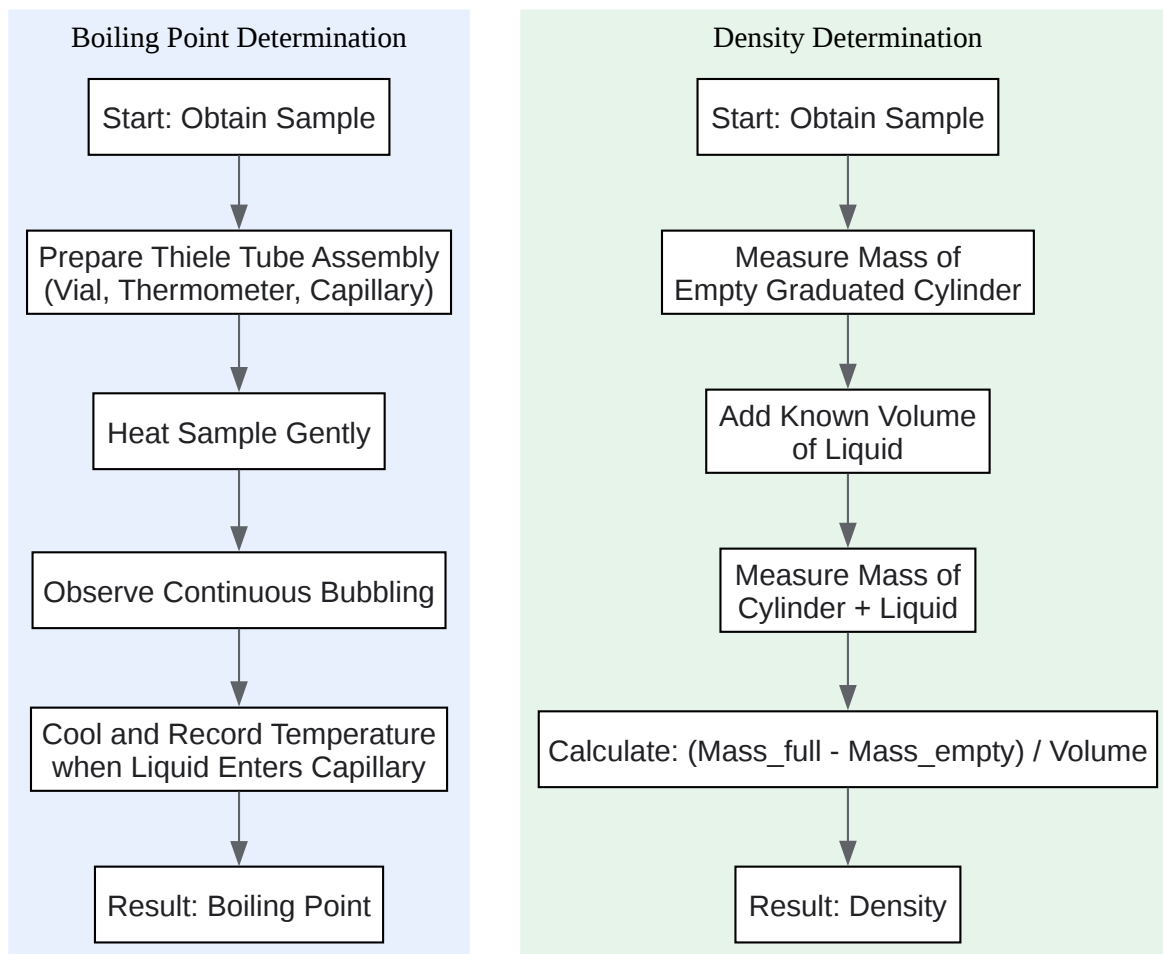 Boiling Point Determination
Start: Obtain Sample
Prepare Thiele Tube Assembly
(Vial, Thermometer, Capillary)
Heat Sample Gently
Observe Continuous Bubbling
Cool and Record Temperature
when Liquid Enters Capillary
Result: Boiling Point
Density Determination
Start: Obtain Sample
Measure Mass of
Empty Graduated Cylinder
Add Known Volume
of Liquid
Measure Mass of
Cylinder + Liquid
Calculate: (Mass_full - Mass_empty) / Volume
Result: Density